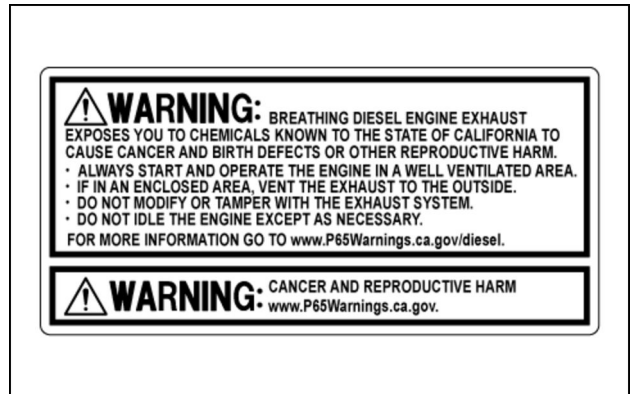 WARNING: BREATHING DIESEL ENGINE EXHAUST
EXPOSES YOU TO CHEMICALS KNOWN TO THE STATE OF CALIFORNIA TO
CAUSE CANCER AND BIRTH DEFECTS OR OTHER REPRODUCTIVE HARM.
· ALWAYS START AND OPERATE THE ENGINE IN A WELL VENTILATED AREA.
· IF IN AN ENCLOSED AREA, VENT THE EXHAUST TO THE OUTSIDE.
· DO NOT MODIFY OR TAMPER WITH THE EXHAUST SYSTEM.
· DO NOT IDLE THE ENGINE EXCEPT AS NECESSARY.
FOR MORE INFORMATION GO TO www.P65Warnings.ca.gov/diesel.
WARNING: CANCER AND REPRODUCTIVE HARM
www.P65Warnings.ca.gov.